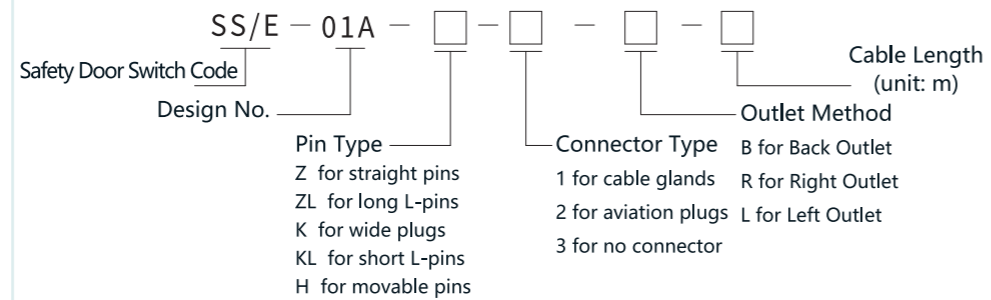 SS/E — 01A — □ — □ — □ — □
Safety Door Switch Code
Design No.
Pin Type
Z for straight pins
ZL for long L-pins
K for wide plugs
KL for short L-pins
H for movable pins
Connector Type
1 for cable glands
2 for aviation plugs
3 for no connector
Outlet Method
B for Back Outlet
R for Right Outlet
L for Left Outlet
Cable Length
(unit: m)